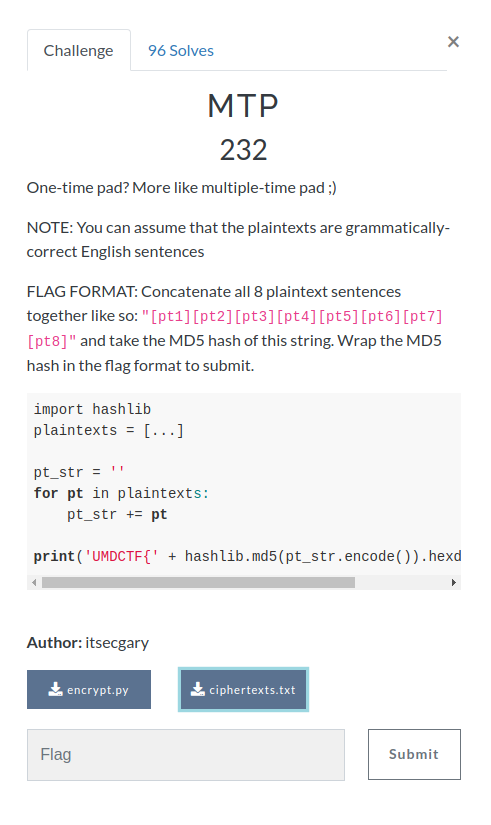 Challenge
96 Solves
×
MTP
232
One-time pad? More like multiple-time pad ;)
NOTE: You can assume that the plaintexts are grammatically-
correct English sentences
FLAG FORMAT: Concatenate all 8 plaintext sentences
together like so: "[pt1][pt2][pt3][pt4][pt5][pt6][pt7]
[pt8]" and take the MD5 hash of this string. Wrap the MD5
hash in the flag format to submit.
import hashlib
plaintexts = [...]
pt_str = ''
for pt in plaintexts:
    pt_str += pt
print('UMDCTF{' + hashlib.md5(pt_str.encode()).hexd
Author: itsecgary
encrypt.py
ciphertexts.txt
Flag
Submit